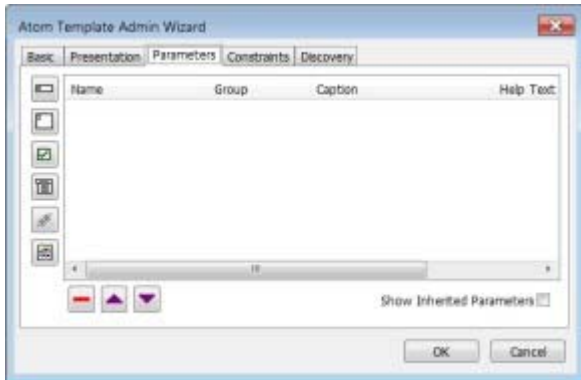 Atom Template Admin Wizard
Basic Presentation Parameters Constraints Discovery
Name Group Caption Help Text
Show Inherited Parameters
OK Cancel